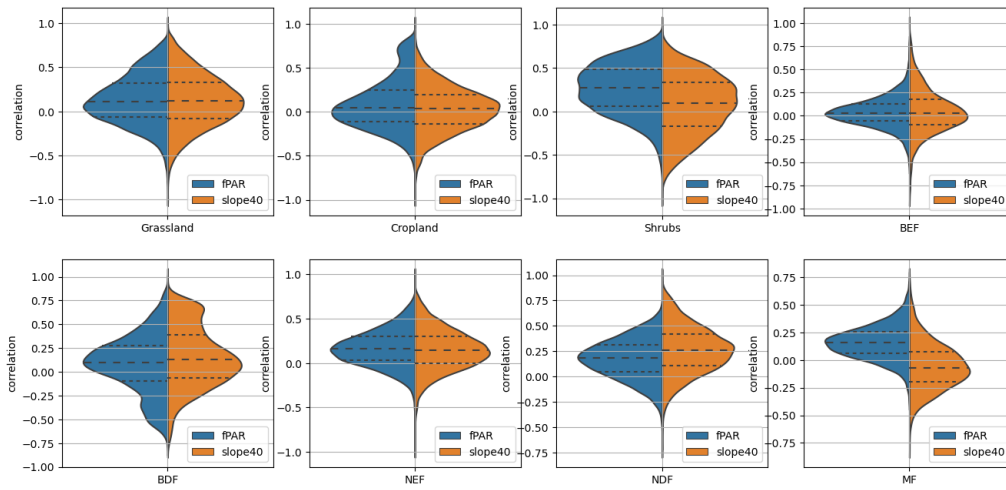 1.0
0.5
0.0
−0.5
−1.0
correlation
fPAR
slope40
Grassland
1.0
0.5
0.0
−0.5
−1.0
correlation
fPAR
slope40
Cropland
1.0
0.5
0.0
−0.5
−1.0
correlation
fPAR
slope40
Shrubs
1.00
0.75
0.50
0.25
0.00
−0.25
−0.50
−0.75
−1.00
correlation
fPAR
slope40
BEF
1.00
0.75
0.50
0.25
0.00
−0.25
−0.50
−0.75
−1.00
correlation
fPAR
slope40
BDF
1.0
0.5
0.0
−0.5
−1.0
correlation
fPAR
slope40
NEF
1.00
0.75
0.50
0.25
0.00
−0.25
−0.50
−0.75
correlation
fPAR
slope40
NDF
0.75
0.50
0.25
0.00
−0.25
0.50
0.75
correlation
fPAR
slope40
MF